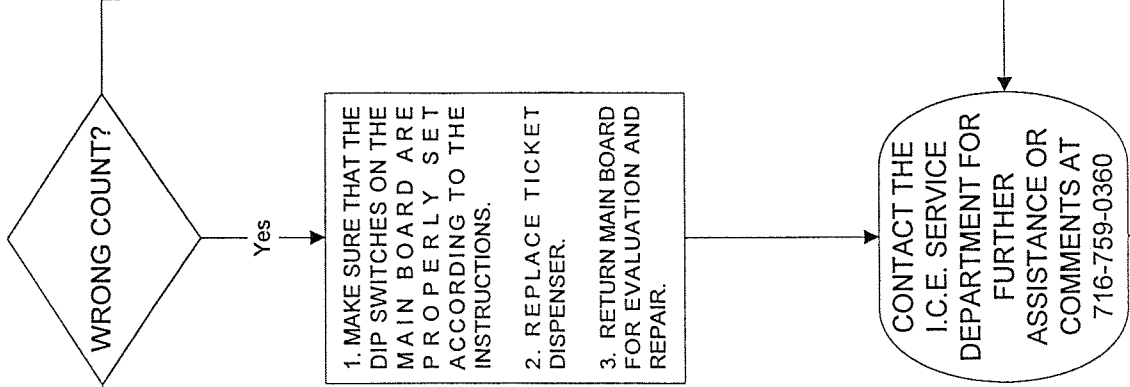 WRONG COUNT?
Yes
1. MAKE SURE THAT THE
DIP SWITCHES ON THE
MAIN BOARD ARE
PROPERLY SET
ACCORDING TO THE
INSTRUCTIONS.
2. REPLACE TICKET
DISPENSER.
3. RETURN MAIN BOARD
FOR EVALUATION AND
REPAIR.
CONTACT THE
I.C.E. SERVICE
DEPARTMENT FOR
FURTHER
ASSISTANCE OR
COMMENTS AT
716-759-0360